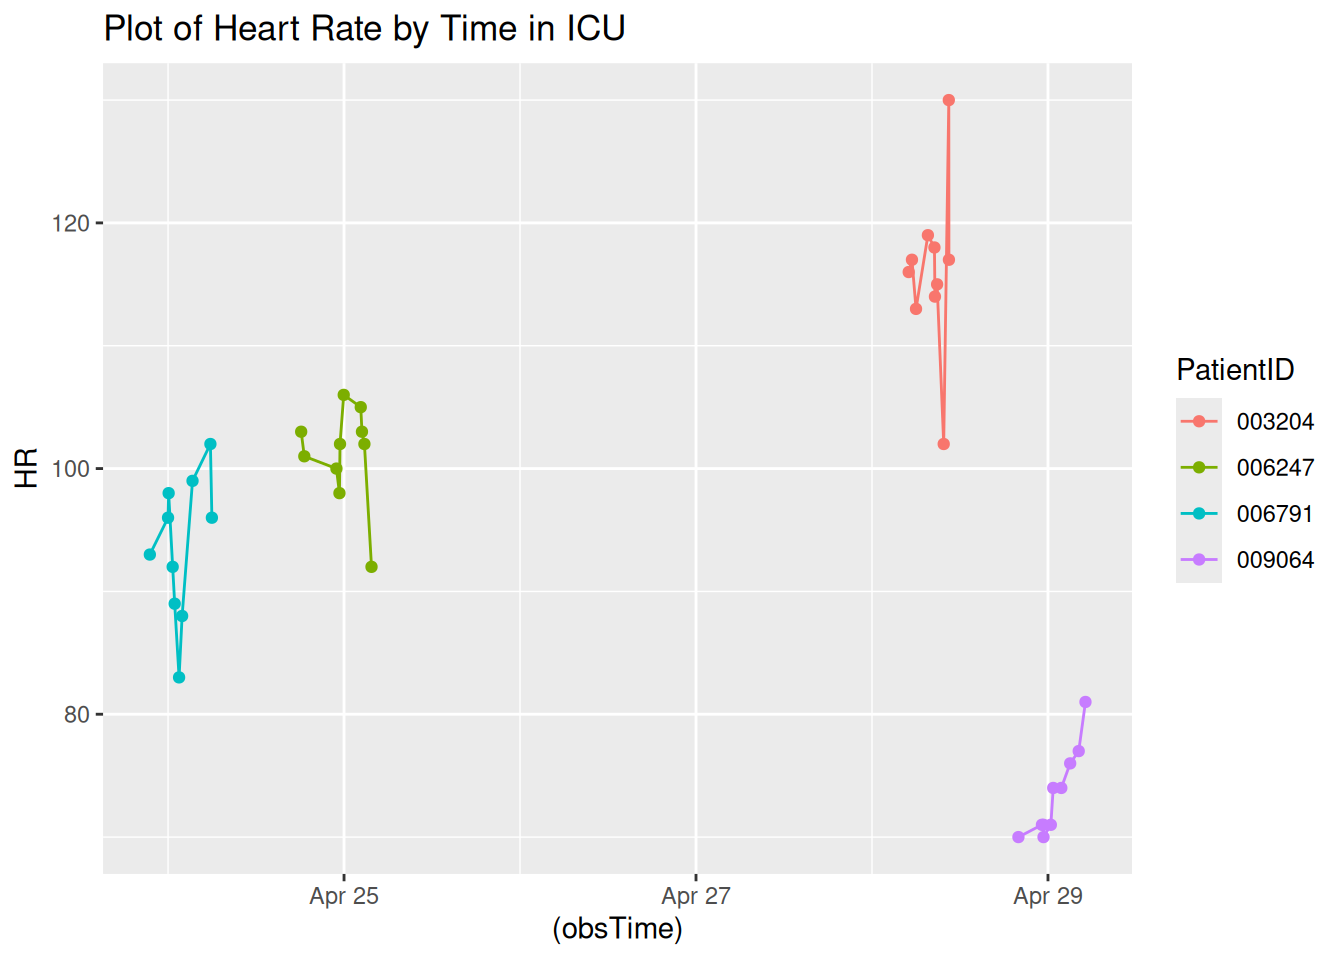 Plot of Heart Rate by Time in ICU
120
100
80
HR
Apr 25
Apr 27
Apr 29
(obsTime)
PatientID
003204
006247
006791
009064